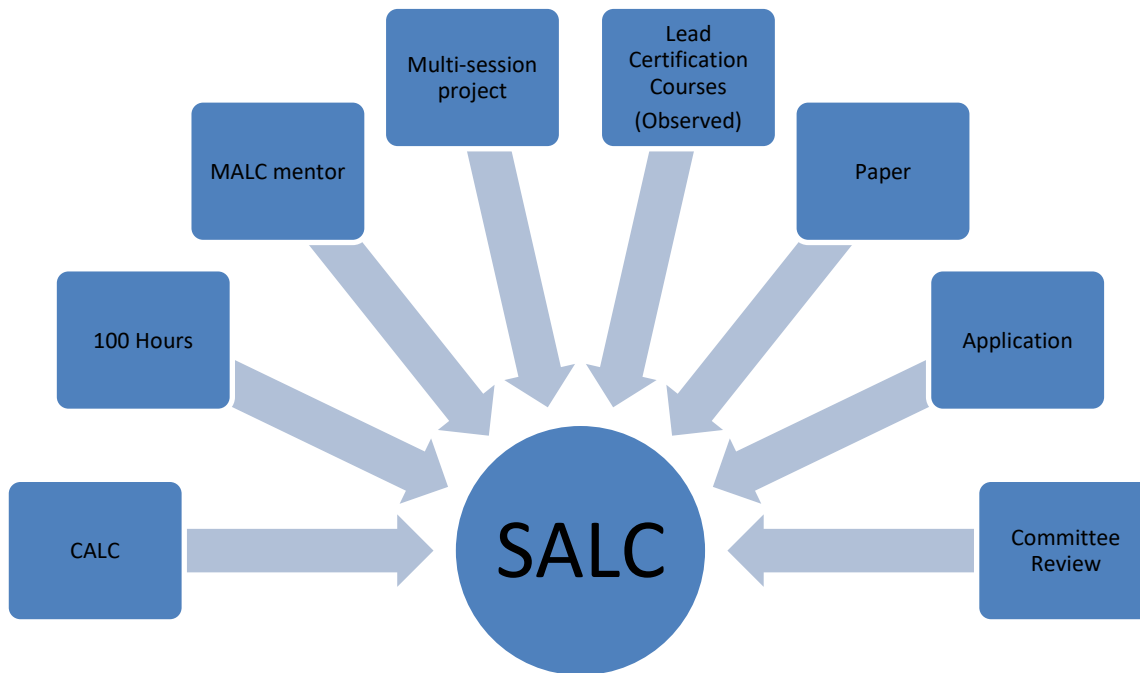 CALC
100 Hours
MALC mentor
Multi-session
project
Lead
Certification
Courses
(Observed)
Paper
Application
Committee
Review
SALC